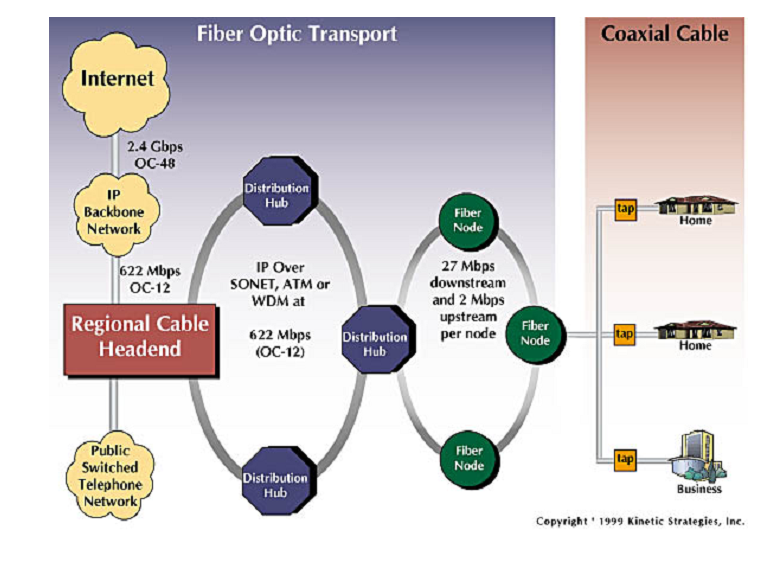 Fiber Optic Transport
Coaxial Cable
Internet
2.4 Gbps
OC-48
IP
Backbone
Network
622 Mbps
OC-12
Regional Cable
Headend
Public
Switched
Telephone
Network
Distribution
Hub
IP Over
SONET, ATM or
WDM at
622 Mbps
(OC-12)
Distribution
Hub
Distribution
Hub
Fiber
Node
27 Mbps
downstream
and 2 Mbps
upstream
per node
Fiber
Node
Fiber
Node
tap
Home
tap
Home
tap
Business
Copyright ' 1999 Kinetic Strategies, Inc.